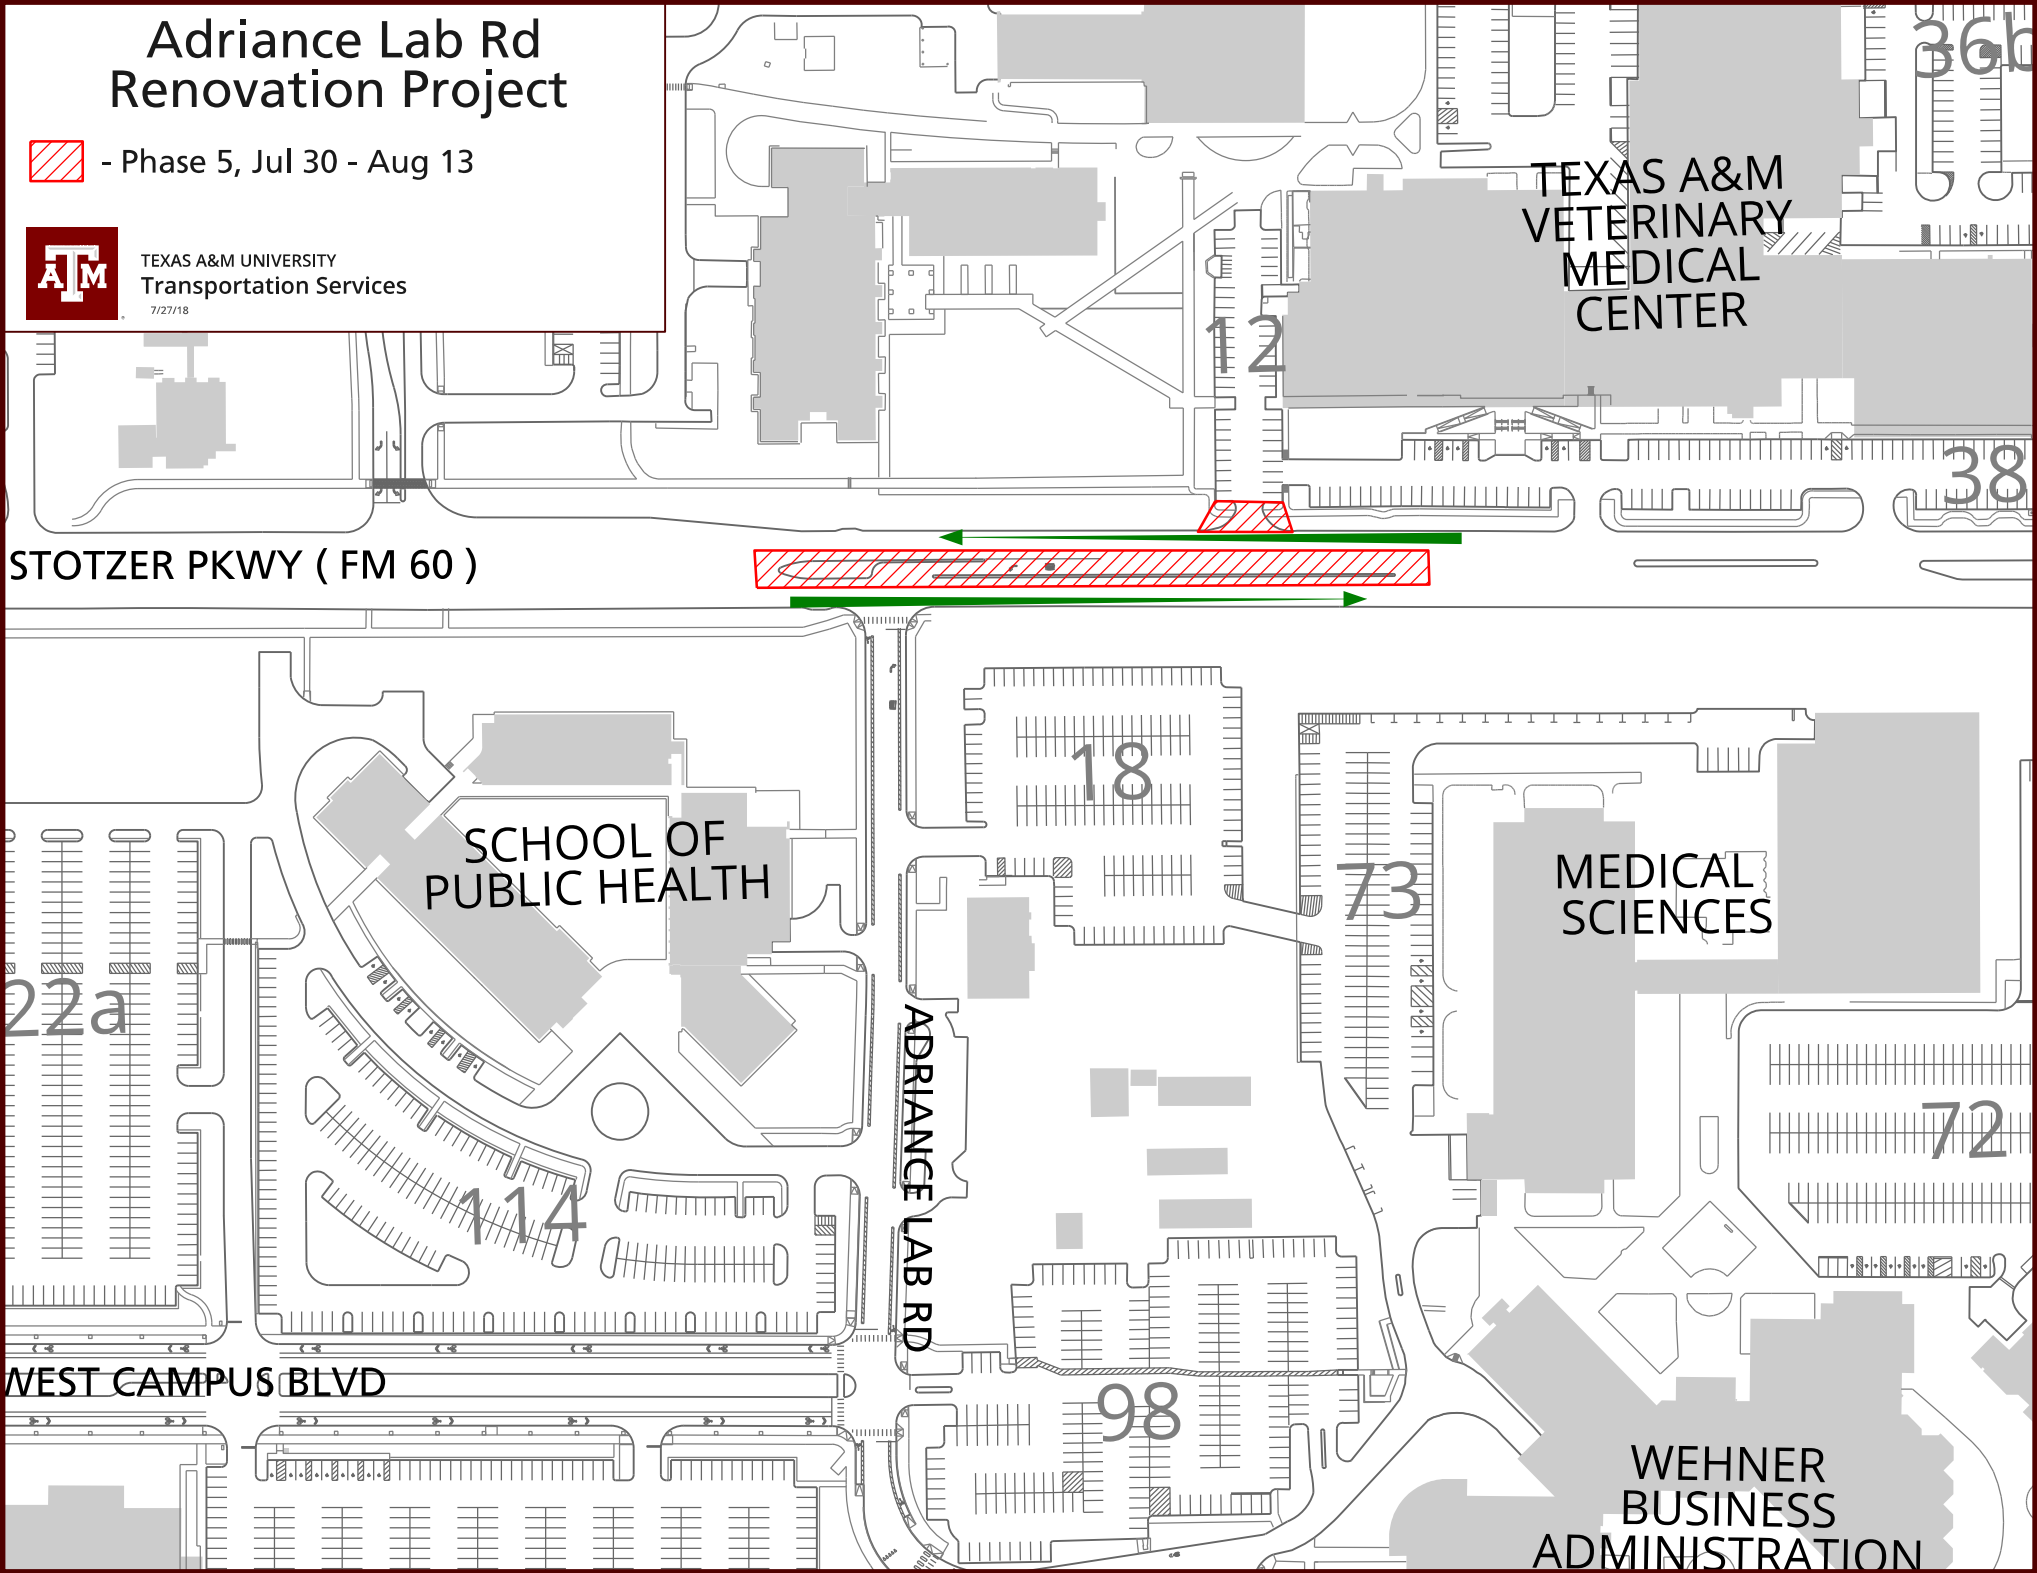 Adriance Lab Rd
Renovation Project
- Phase 5, Jul 30 - Aug 13
ĀM
TEXAS A&M UNIVERSITY
Transportation Services
7/27/18
36b
TEXAS A&M
VETERINARY
MEDICAL
CENTER
12
38
STOTZER PKWY ( FM 60 )
18
SCHOOL OF
PUBLIC HEALTH
73
MEDICAL
SCIENCES
22a
ADRIANCE LAB RD
72
114
WEST CAMPUS BLVD
98
WEHNER
BUSINESS
ADMINISTRATION